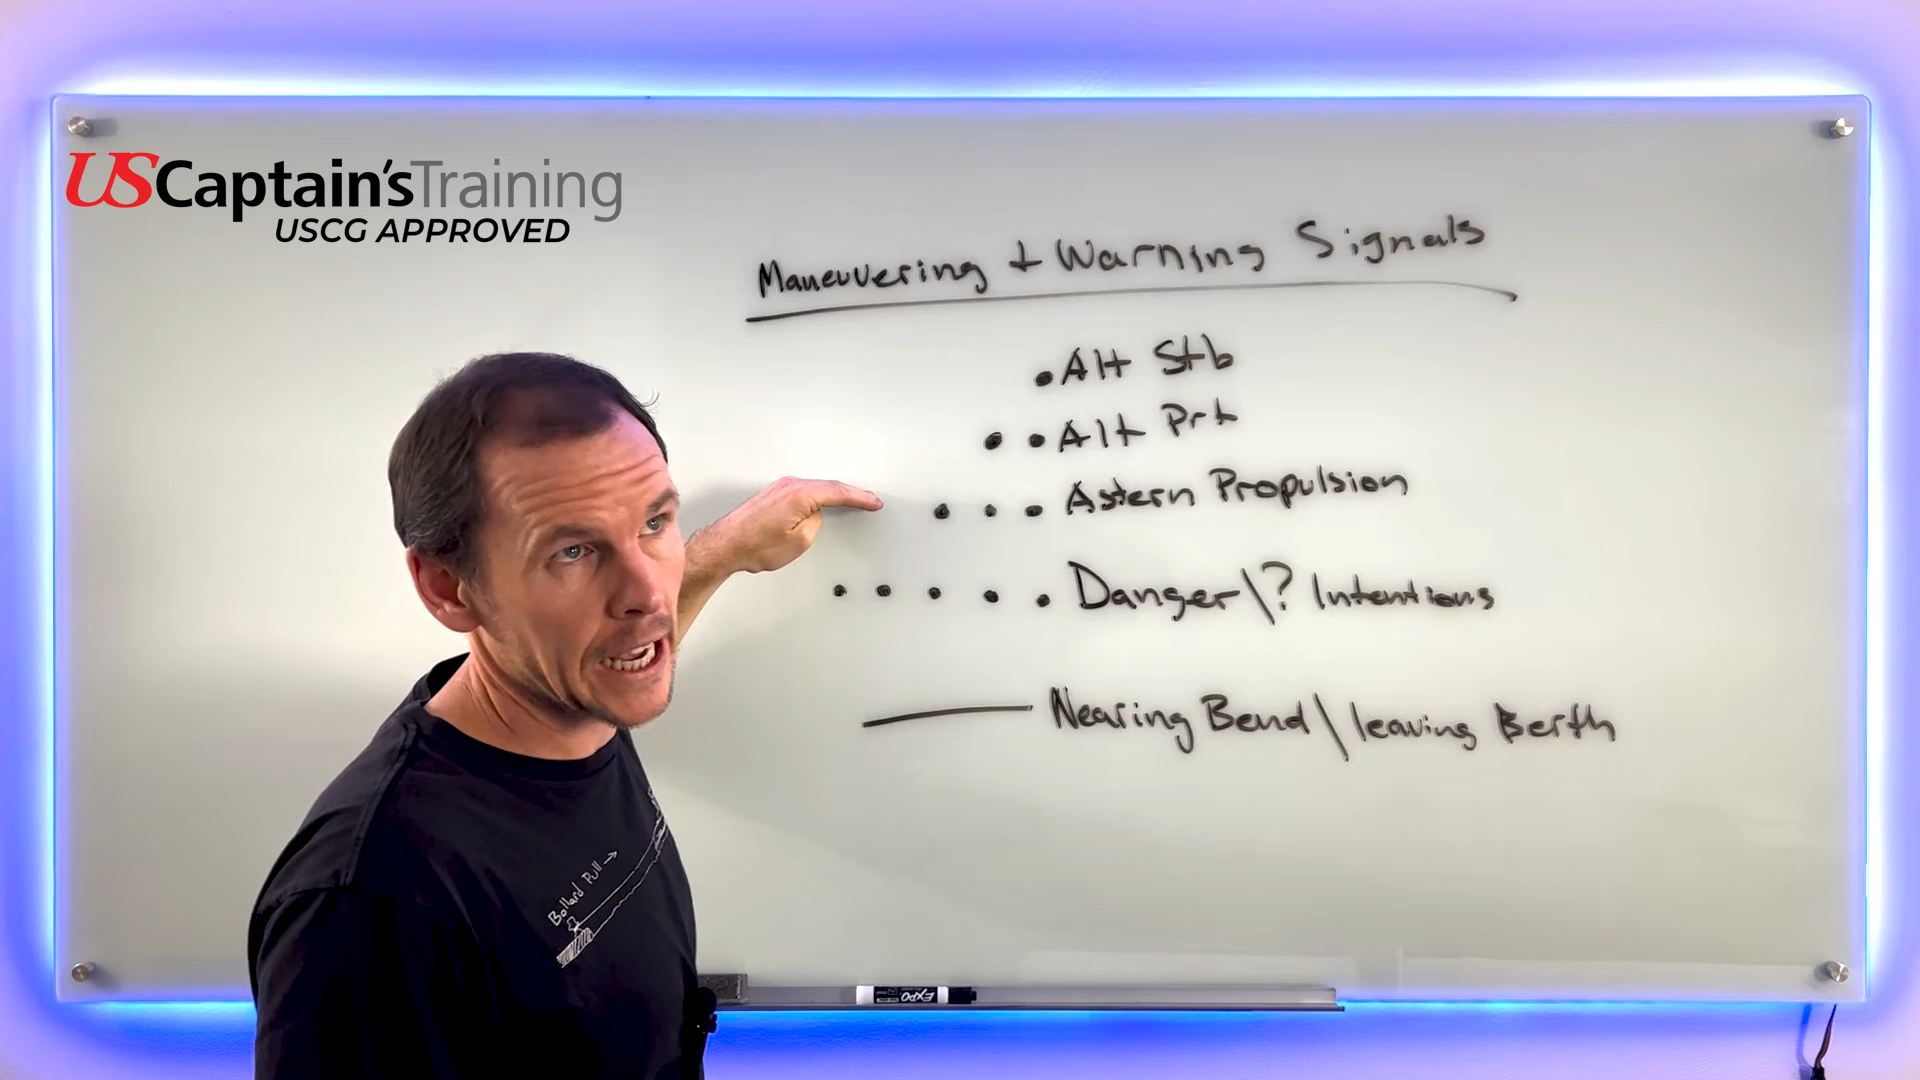 USCaptain'sTraining
USCG APPROVED
Maneuvering + Warning Signals
• Alt Stb
• • Alt Prt
• • • Astern Propulsion
• • • • • Danger\? Intentions
— Nearing Bend\leaving Berth
Bollard Pull →
EXPO